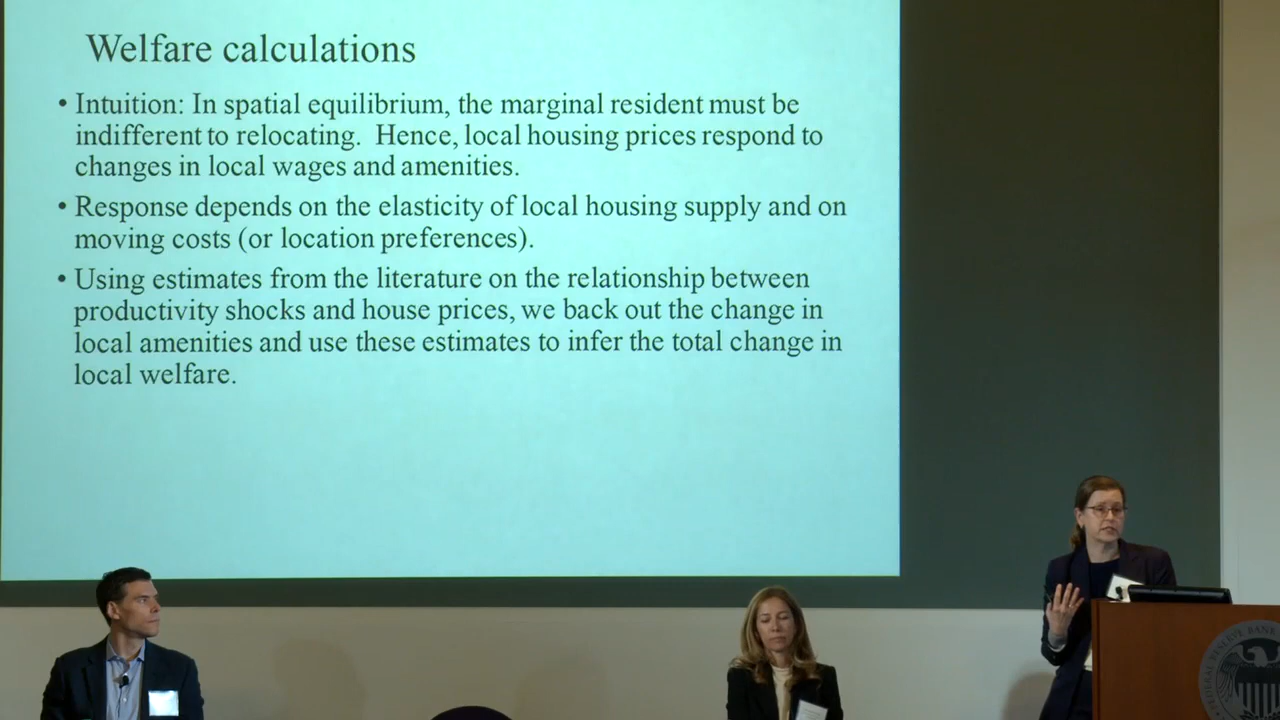 Welfare calculations
• Intuition: In spatial equilibrium, the marginal resident must be
indifferent to relocating. Hence, local housing prices respond to
changes in local wages and amenities.
• Response depends on the elasticity of local housing supply and on
moving costs (or location preferences).
• Using estimates from the literature on the relationship between
productivity shocks and house prices, we back out the change in
local amenities and use these estimates to infer the total change in
local welfare.
FEDERAL RESERVE BANK